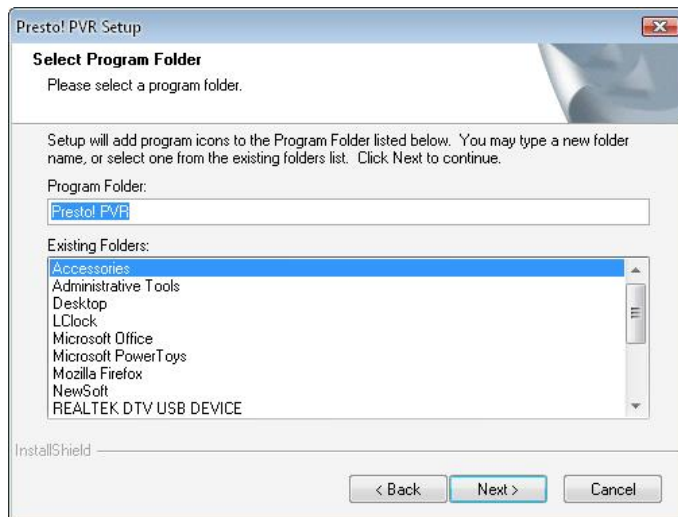 Presto! PVR Setup
Select Program Folder
Please select a program folder.
Setup will add program icons to the Program Folder listed below.  You may type a new folder
name, or select one from the existing folders list.  Click Next to continue.
Program Folder:
Presto! PVR
Existing Folders:
Accessories
Administrative Tools
Desktop
LClock
Microsoft Office
Microsoft PowerToys
Mozilla Firefox
NewSoft
REALTEK DTV USB DEVICE
InstallShield
< Back Next > Cancel